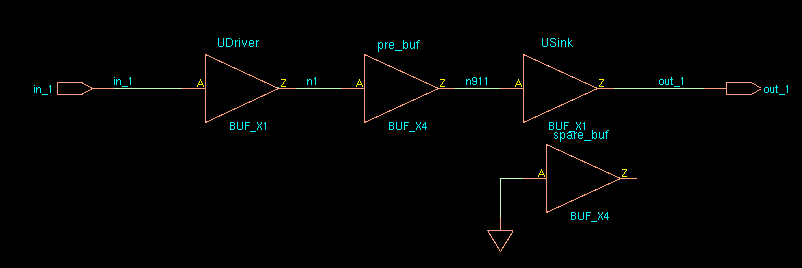 UDriver
pre_buf
USink
in_1
in_1
A
Z
n1
A
Z
n911
A
Z
out_1
out_1
BUF_X1
BUF_X4
BUF_X1
spare_buf
A
Z
BUF_X4